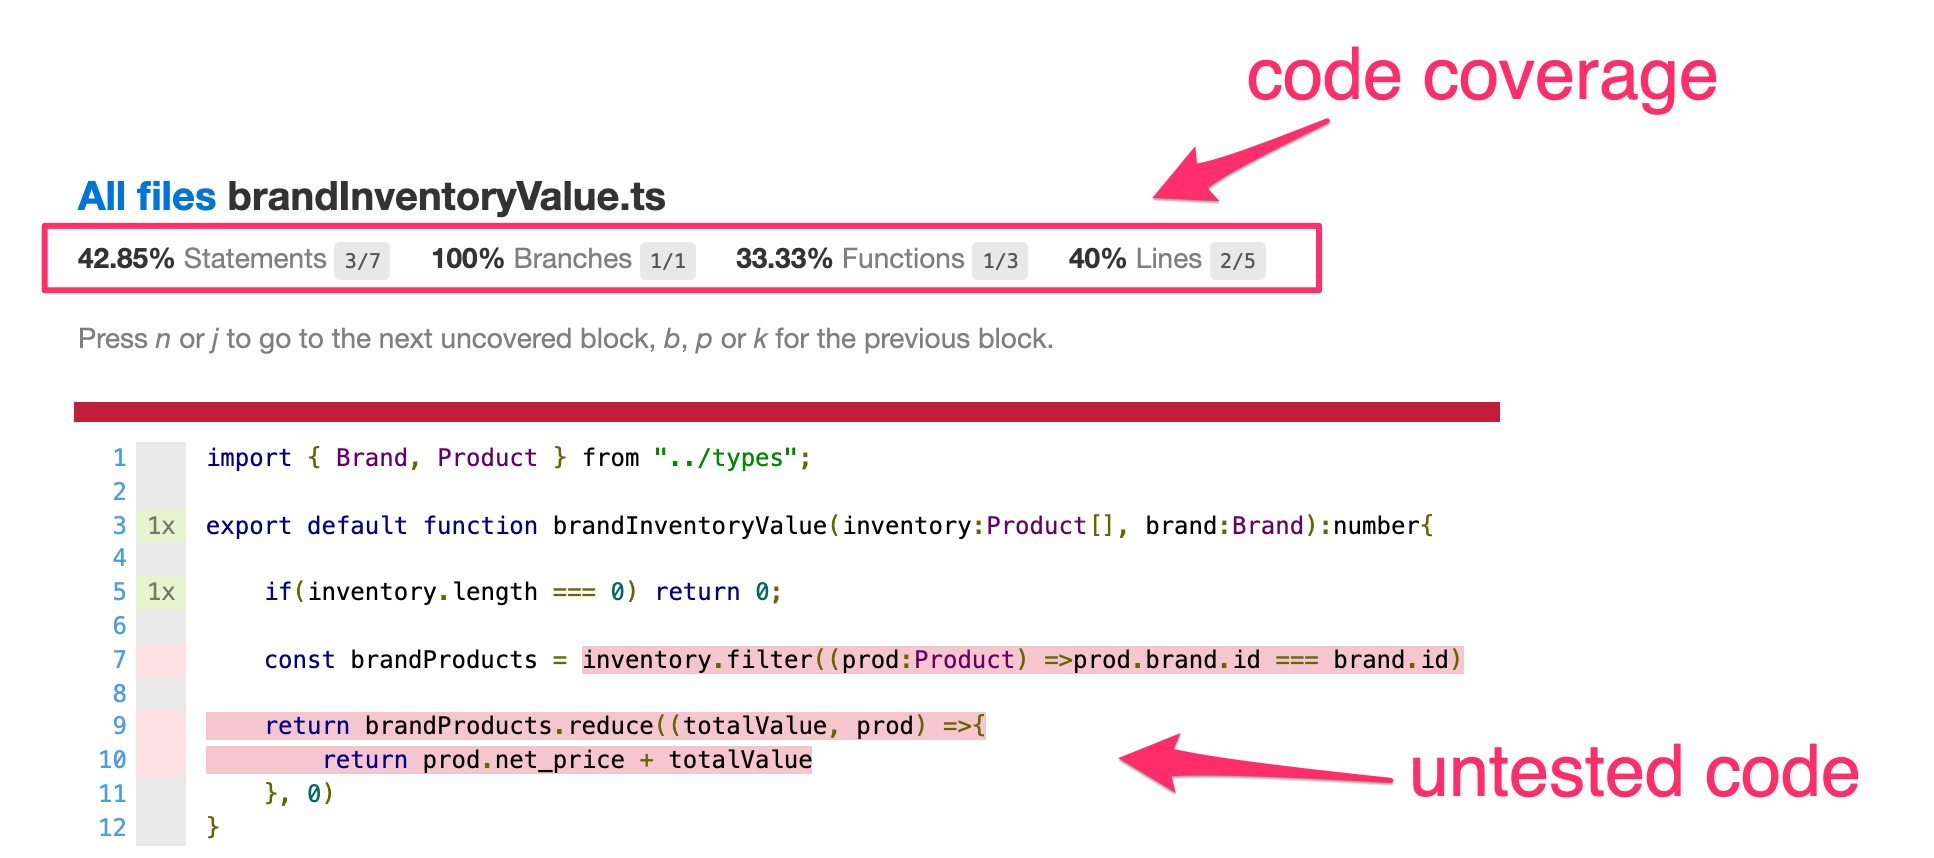 code coverage
All files brandInventoryValue.ts
42.85% Statements 3/7 100% Branches 1/1 33.33% Functions 1/3 40% Lines 2/5
Press n or j to go to the next uncovered block, b, p or k for the previous block.
1 import { Brand, Product } from "../types";
2
3 1x export default function brandInventoryValue(inventory:Product[], brand:Brand):number{
4
5 1x if(inventory.length === 0) return 0;
6
7 const brandProducts = inventory.filter((prod:Product) =>prod.brand.id === brand.id)
8
9 return brandProducts.reduce((totalValue, prod) =>{
10 return prod.net_price + totalValue
untested code
11 }, 0)
12 }